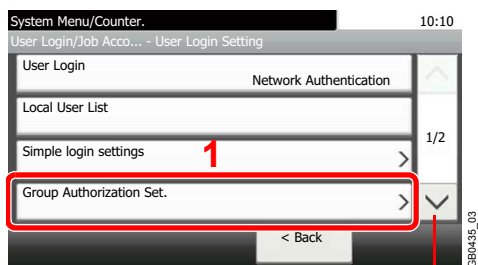 System Menu/Counter.
10:10
User Login/Job Acco... - User Login Setting
User Login
Network Authentication
Local User List
1/2
Simple login settings
1
Group Authorization Set.
< Back
GB0435_03